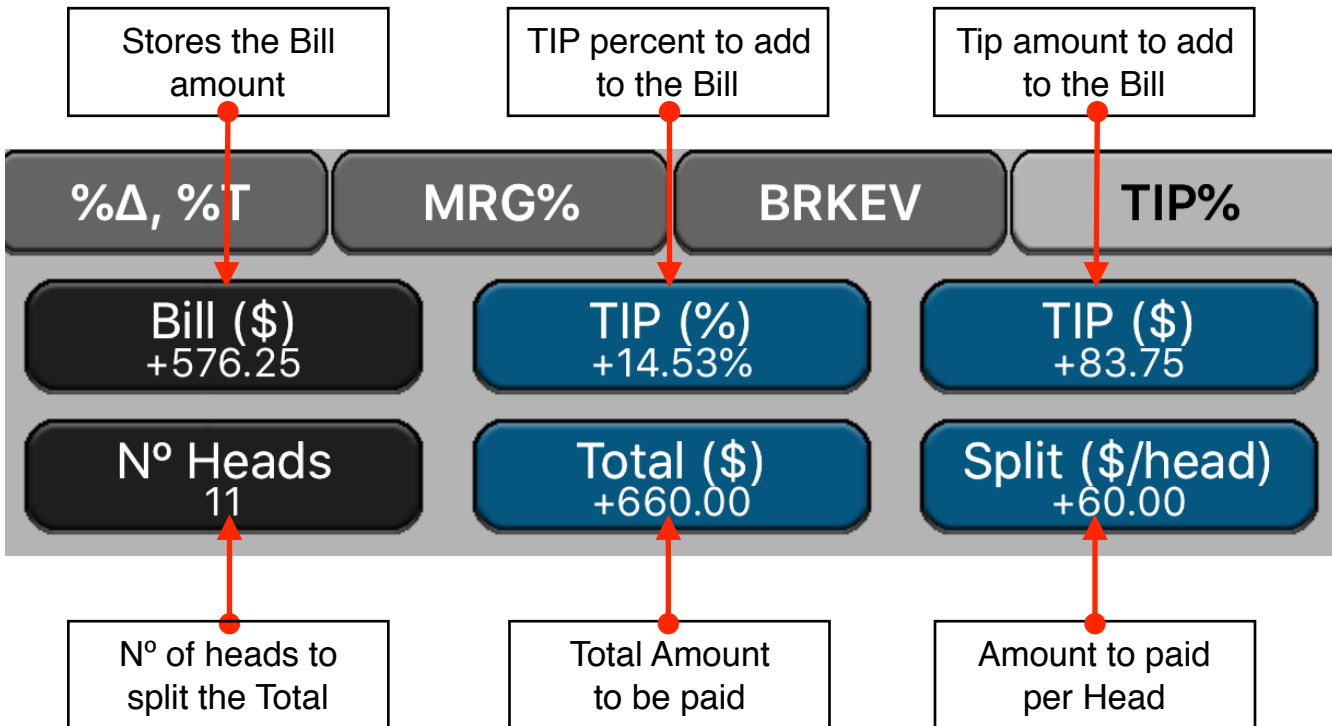 Stores the Bill
amount
TIP percent to add
to the Bill
Tip amount to add
to the Bill
%Δ, %T
MRG%
BRKEV
TIP%
Bill ($)
+576.25
TIP (%)
+14.53%
TIP ($)
+83.75
Nº Heads
11
Total ($)
+660.00
Split ($/head)
+60.00
Nº of heads to
split the Total
Total Amount
to be paid
Amount to paid
per Head